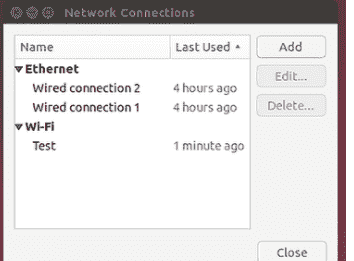 Network Connections
Name Last Used Add
Ethernet Edit...
Wired connection 2 4 hours ago
Wired connection 1 4 hours ago Delete...
Wi-Fi
Test 1 minute ago
Close